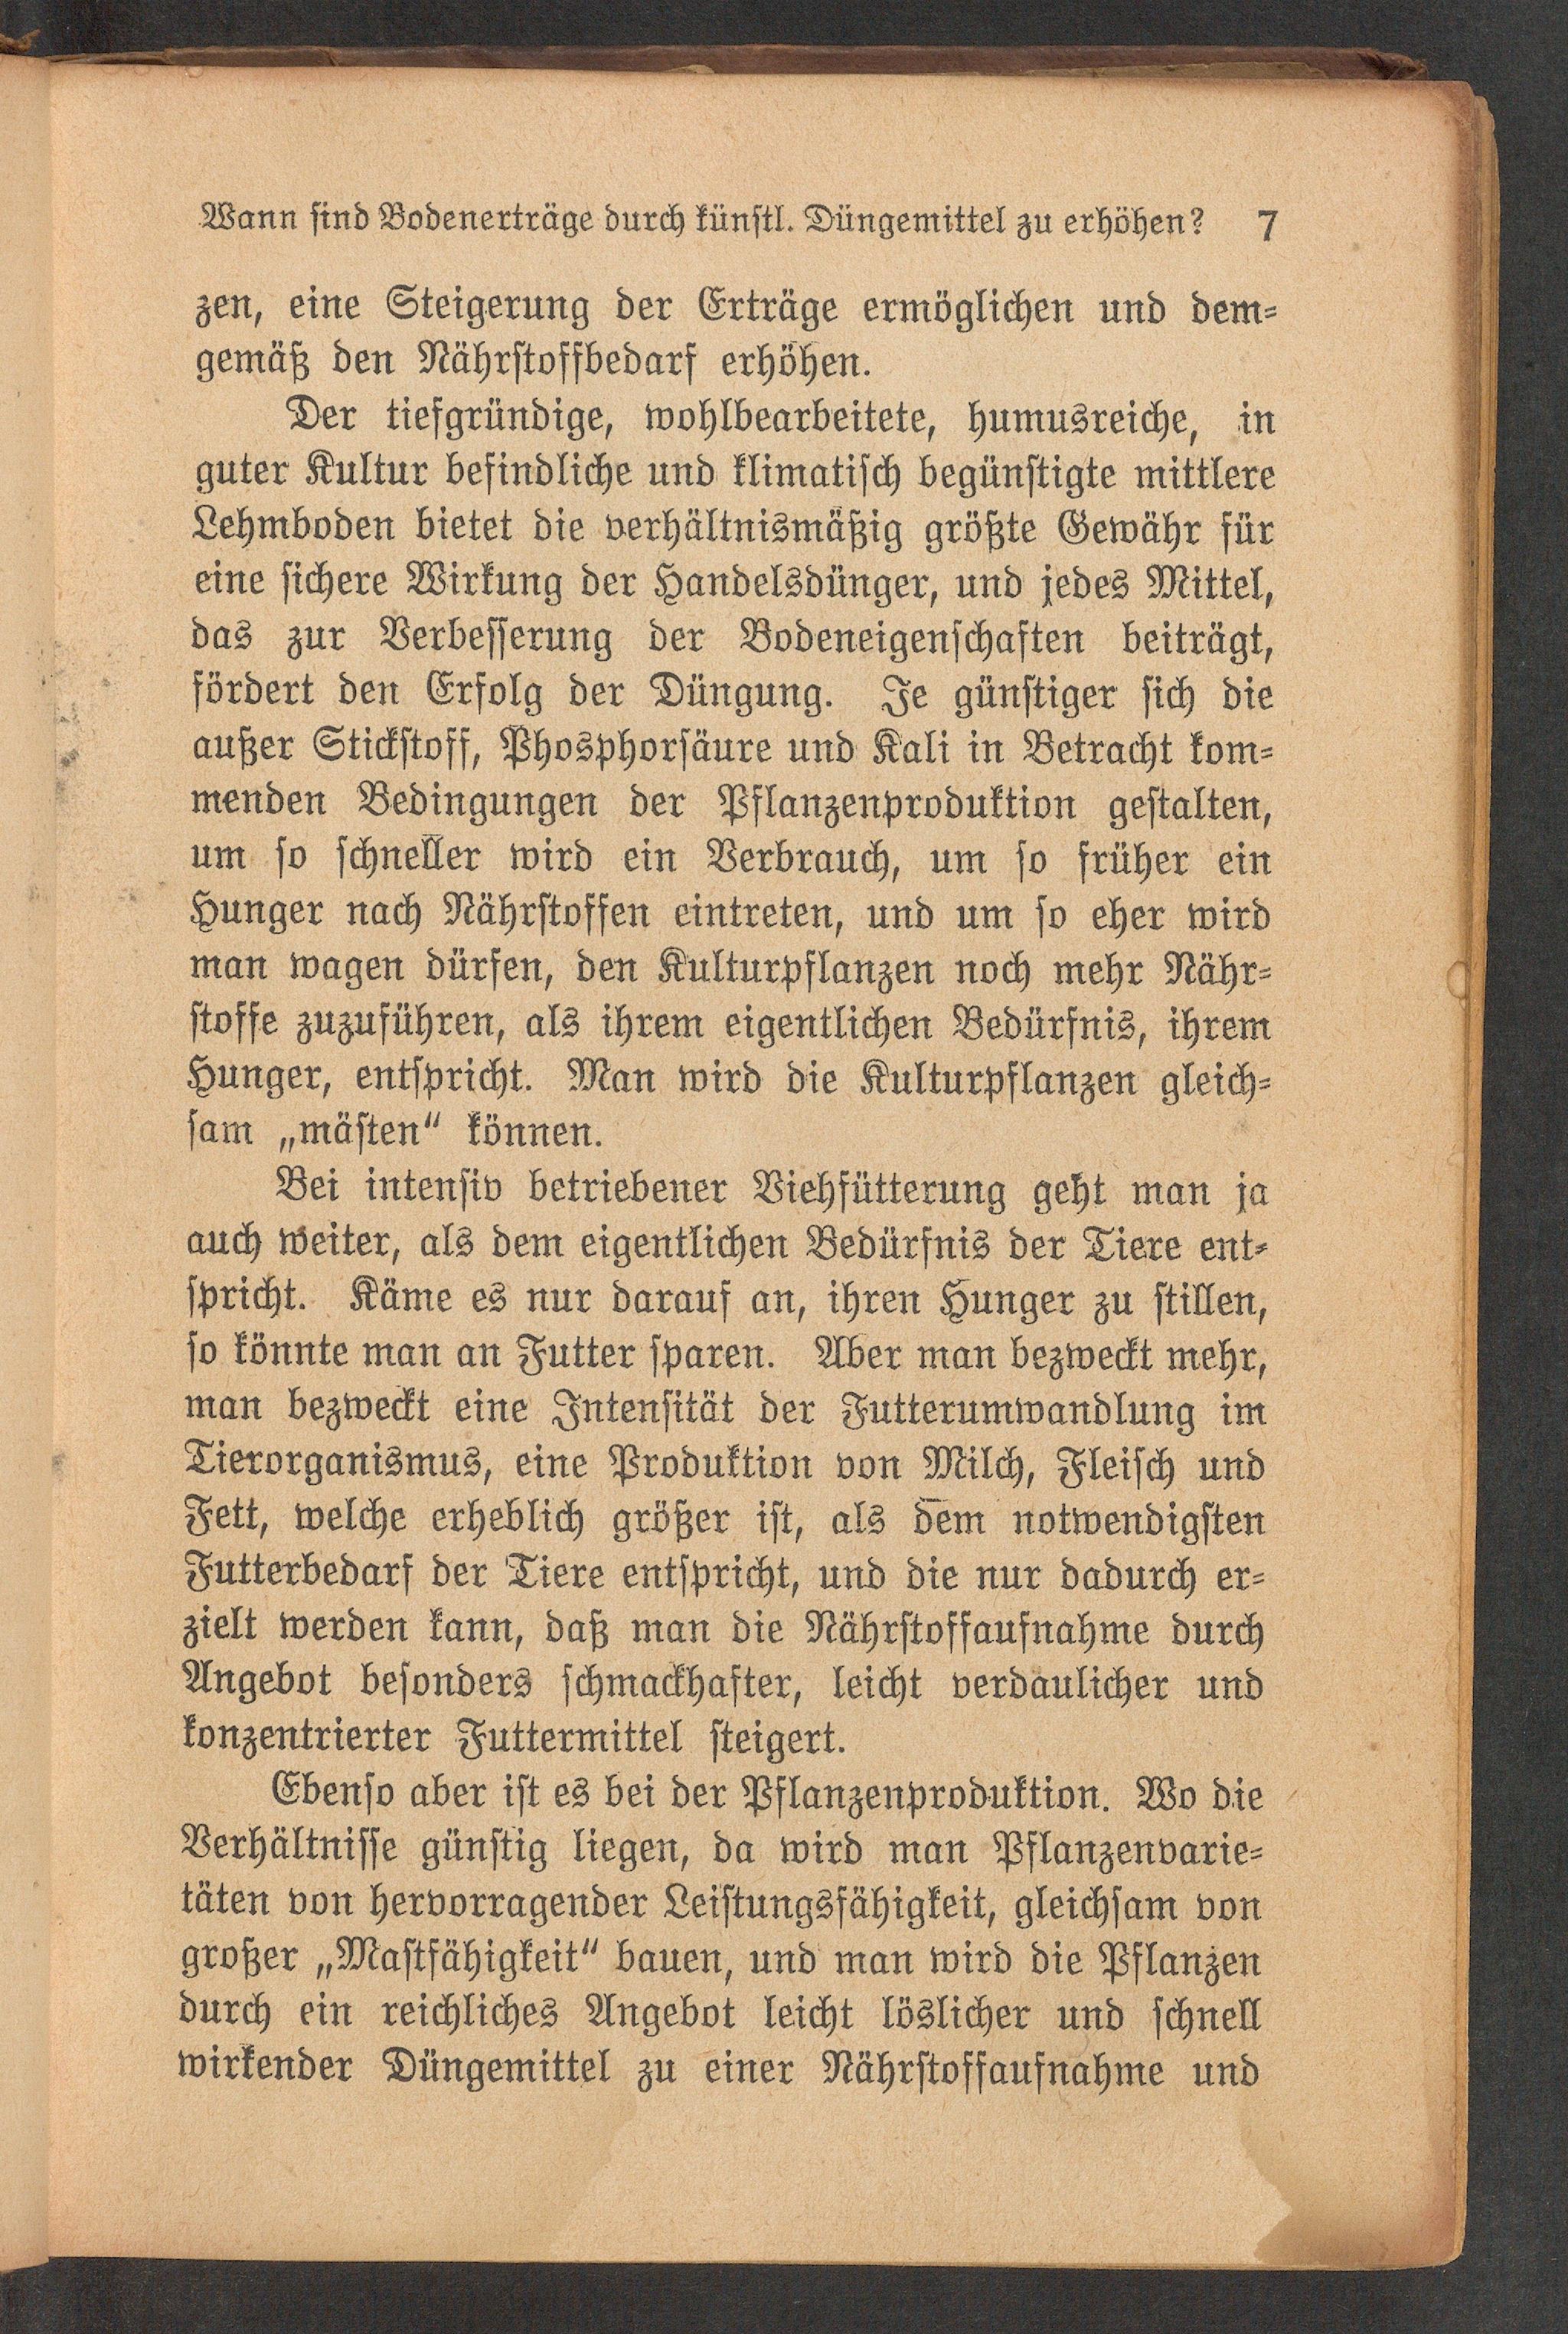 Wann sind Bodenerträge durch künstl. Düngemittel zu erhöhen? 7
zen, eine Steigerung der Erträge ermöglichen und dem-
gemäß den Nährstoffbedarf erhöhen.
Der tiefgründige, wohlbearbeitete, humusreiche, in
guter Kultur befindliche und klimatisch begünstigte mittlere
Lehmboden bietet die verhältnismäßig größte Gewähr für
eine sichere Wirkung der Handelsdünger, und jedes Mittel,
das zur Verbesserung der Bodeneigenschaften beiträgt,
fördert den Erfolg der Düngung. Je günstiger sich die
außer Stickstoff, Phosphorsäure und Kali in Betracht kom-
menden Bedingungen der Pflanzenproduktion gestalten,
um so schneller wird ein Verbrauch, um so früher ein
Hunger nach Nährstoffen eintreten, und um so eher wird
man wagen dürfen, den Kulturpflanzen noch mehr Nähr-
stoffe zuzuführen, als ihrem eigentlichen Bedürfnis, ihrem
Hunger, entspricht. Man wird die Kulturpflanzen gleich-
sam „mästen“ können.
Bei intensiv betriebener Viehfütterung geht man ja
auch weiter, als dem eigentlichen Bedürfnis der Tiere ent-
spricht. Käme es nur darauf an, ihren Hunger zu stillen,
so könnte man an Futter sparen. Aber man bezweckt mehr,
man bezweckt eine Intensität der Futterumwandlung im
Tierorganismus, eine Produktion von Milch, Fleisch und
Fett, welche erheblich größer ist, als dem notwendigsten
Futterbedarf der Tiere entspricht, und die nur dadurch er-
zielt werden kann, daß man die Nährstoffaufnahme durch
Angebot besonders schmackhafter, leicht verdaulicher und
konzentrierter Futtermittel steigert.
Ebenso aber ist es bei der Pflanzenproduktion. Wo die
Verhältnisse günstig liegen, da wird man Pflanzenvarie-
täten von hervorragender Leistungsfähigkeit, gleichsam von
großer „Mastfähigkeit“ bauen, und man wird die Pflanzen
durch ein reichliches Angebot leicht löslicher und schnell
wirkender Düngemittel zu einer Nährstoffaufnahme und